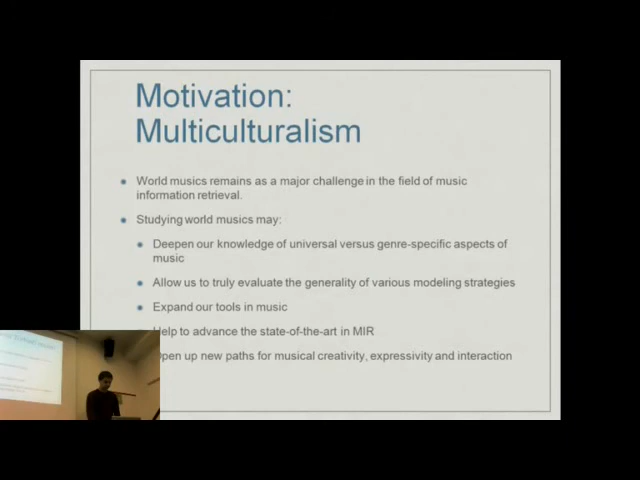 Motivation:
Multiculturalism
World musics remains as a major challenge in the field of music
information retrieval.
Studying world musics may:
Deepen our knowledge of universal versus genre-specific aspects of
music
Allow us to truly evaluate the generality of various modeling strategies
Expand our tools in music
Help to advance the state-of-the-art in MIR
Open up new paths for musical creativity, expressivity and interaction